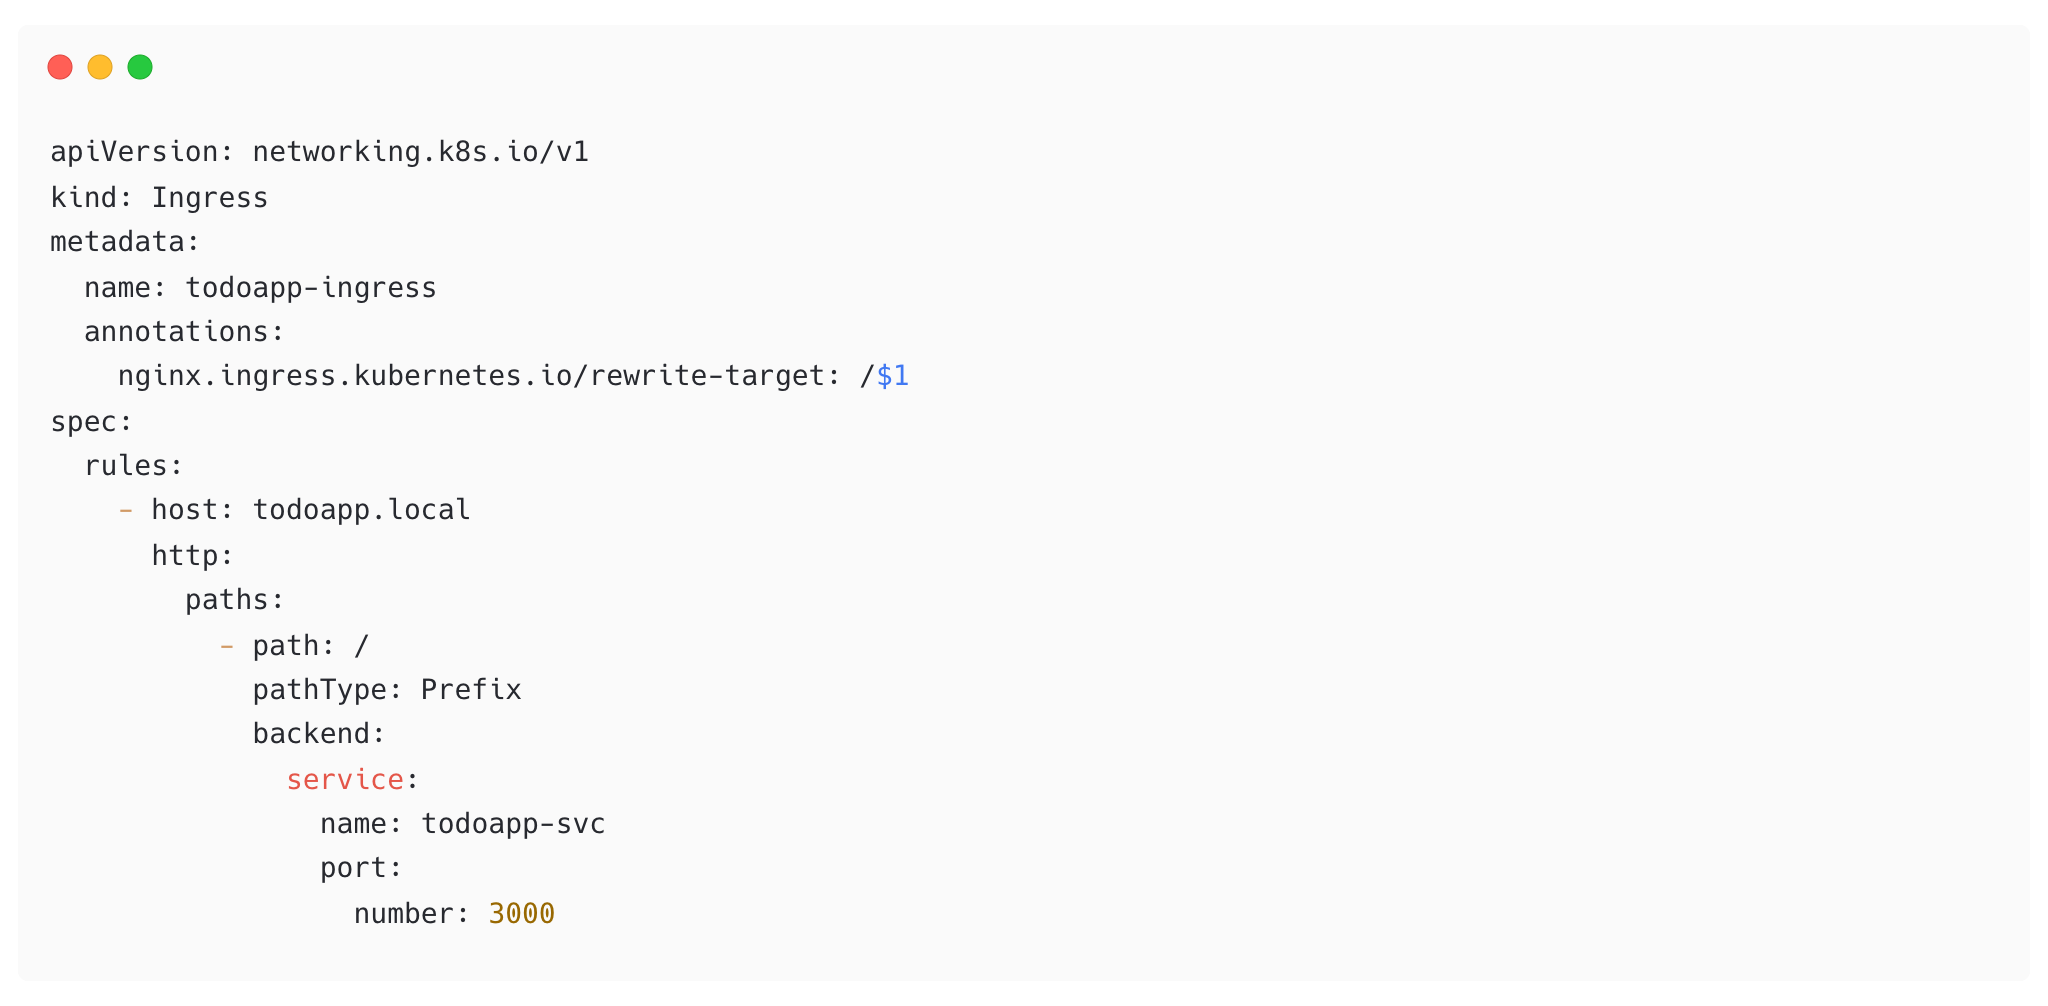 apiVersion: networking.k8s.io/v1
kind: Ingress
metadata:
  name: todoapp-ingress
  annotations:
    nginx.ingress.kubernetes.io/rewrite-target: /$1
spec:
  rules:
    - host: todoapp.local
      http:
        paths:
          - path: /
            pathType: Prefix
            backend:
              service:
                name: todoapp-svc
                port:
                  number: 3000